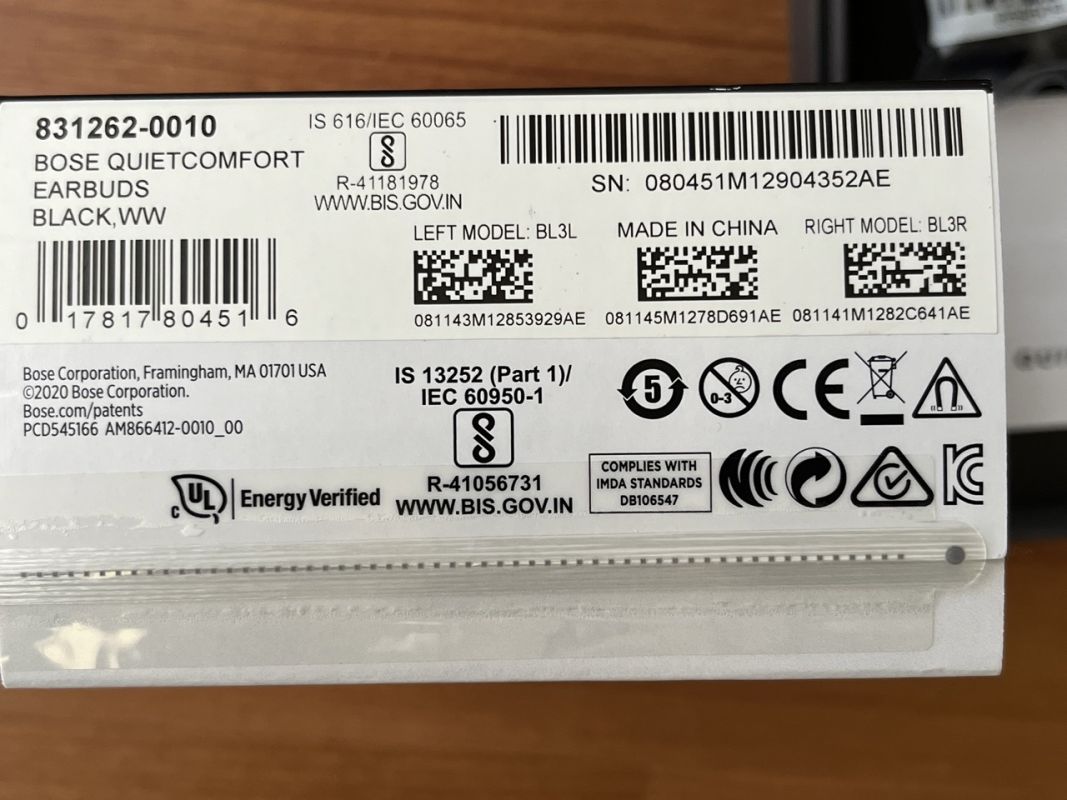 831262-0010
BOSE QUIETCOMFORT
EARBUDS
BLACK,WW
0 17817 80451 6
IS 616/IEC 60065
R-41181978
WWW.BIS.GOV.IN
SN: 080451M12904352AE
LEFT MODEL: BL3L
081143M12853929AE
MADE IN CHINA
081145M1278D691AE
RIGHT MODEL: BL3R
081141M1282C641AE
Bose Corporation, Framingham, MA 01701 USA
©2020 Bose Corporation.
Bose.com/patents
PCD545166 AM866412-0010_00
IS 13252 (Part 1)/
IEC 60950-1
R-41056731
WWW.BIS.GOV.IN
C UL Energy Verified
5
0-3
CE
COMPLIES WITH
IMDA STANDARDS
DB106547
KC